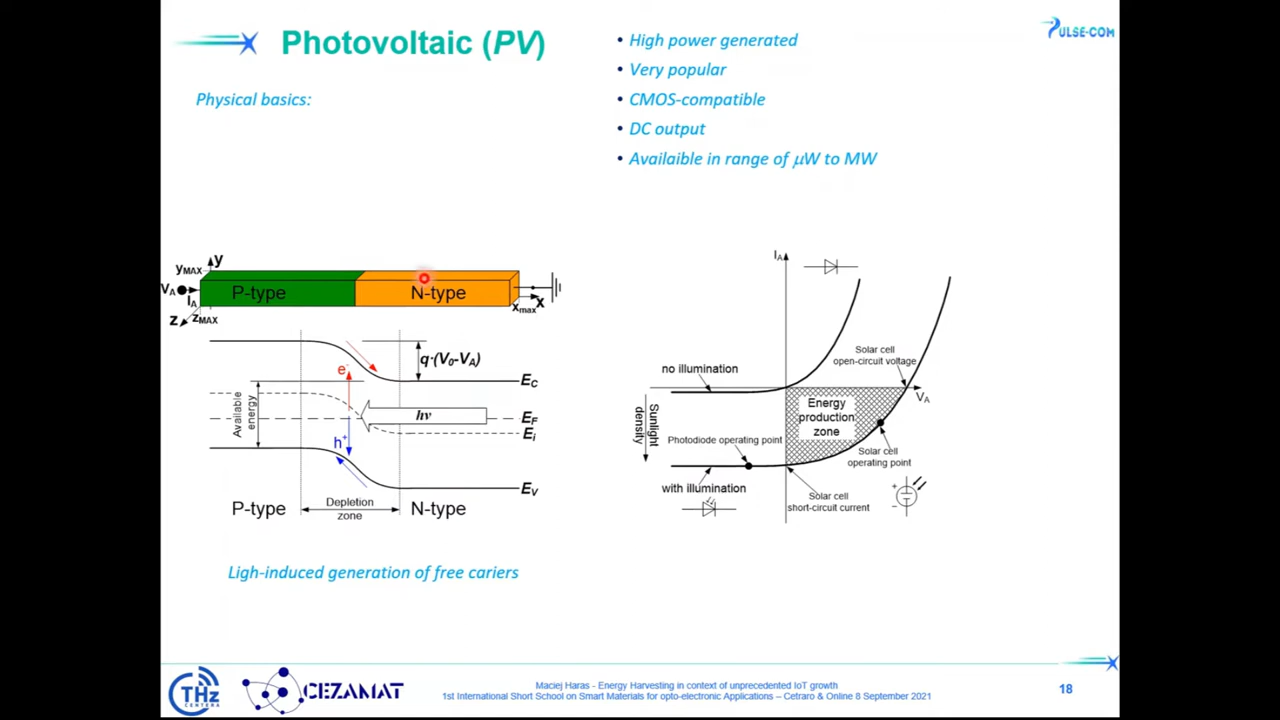 Photovoltaic (PV)
Physical basics:
• High power generated
• Very popular
• CMOS-compatible
• DC output
• Availaible in range of μW to MW
PULSE-COM
yMAX
y
VA
IA
z
zMAX
P-type
N-type
xmax
x
q·(V0-VA)
EC
e-
Available
energy
hν
EF
Ei
h+
EV
P-type
Depletion
zone
N-type
Ligh-induced generation of free cariers
IA
no illumination
Solar cell
open-circuit voltage
VA
Sunlight
density
Energy
production
zone
Photodiode operating point
Solar cell
operating point
with illumination
Solar cell
short-circuit current
+
−
THz
CENTERA
CEZAMAT
Maciej Haras - Energy Harvesting in context of unprecedented IoT growth
1st International Short School on Smart Materials for opto-electronic Applications – Cetraro & Online 8 September 2021
18